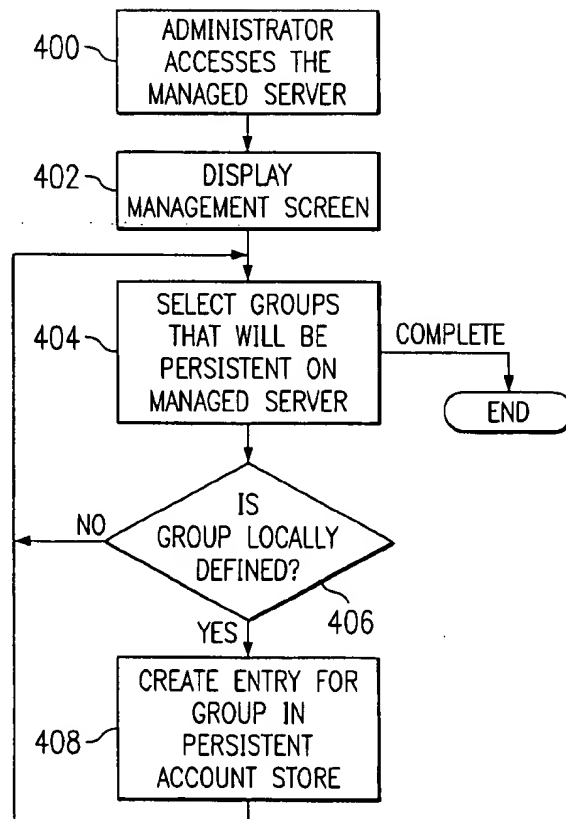 400
ADMINISTRATOR
ACCESSES THE
MANAGED SERVER
402
DISPLAY
MANAGEMENT SCREEN
404
SELECT GROUPS
THAT WILL BE
PERSISTENT ON
MANAGED SERVER
COMPLETE
END
IS
GROUP LOCALLY
DEFINED?
NO
406
YES
408
CREATE ENTRY FOR
GROUP IN
PERSISTENT
ACCOUNT STORE